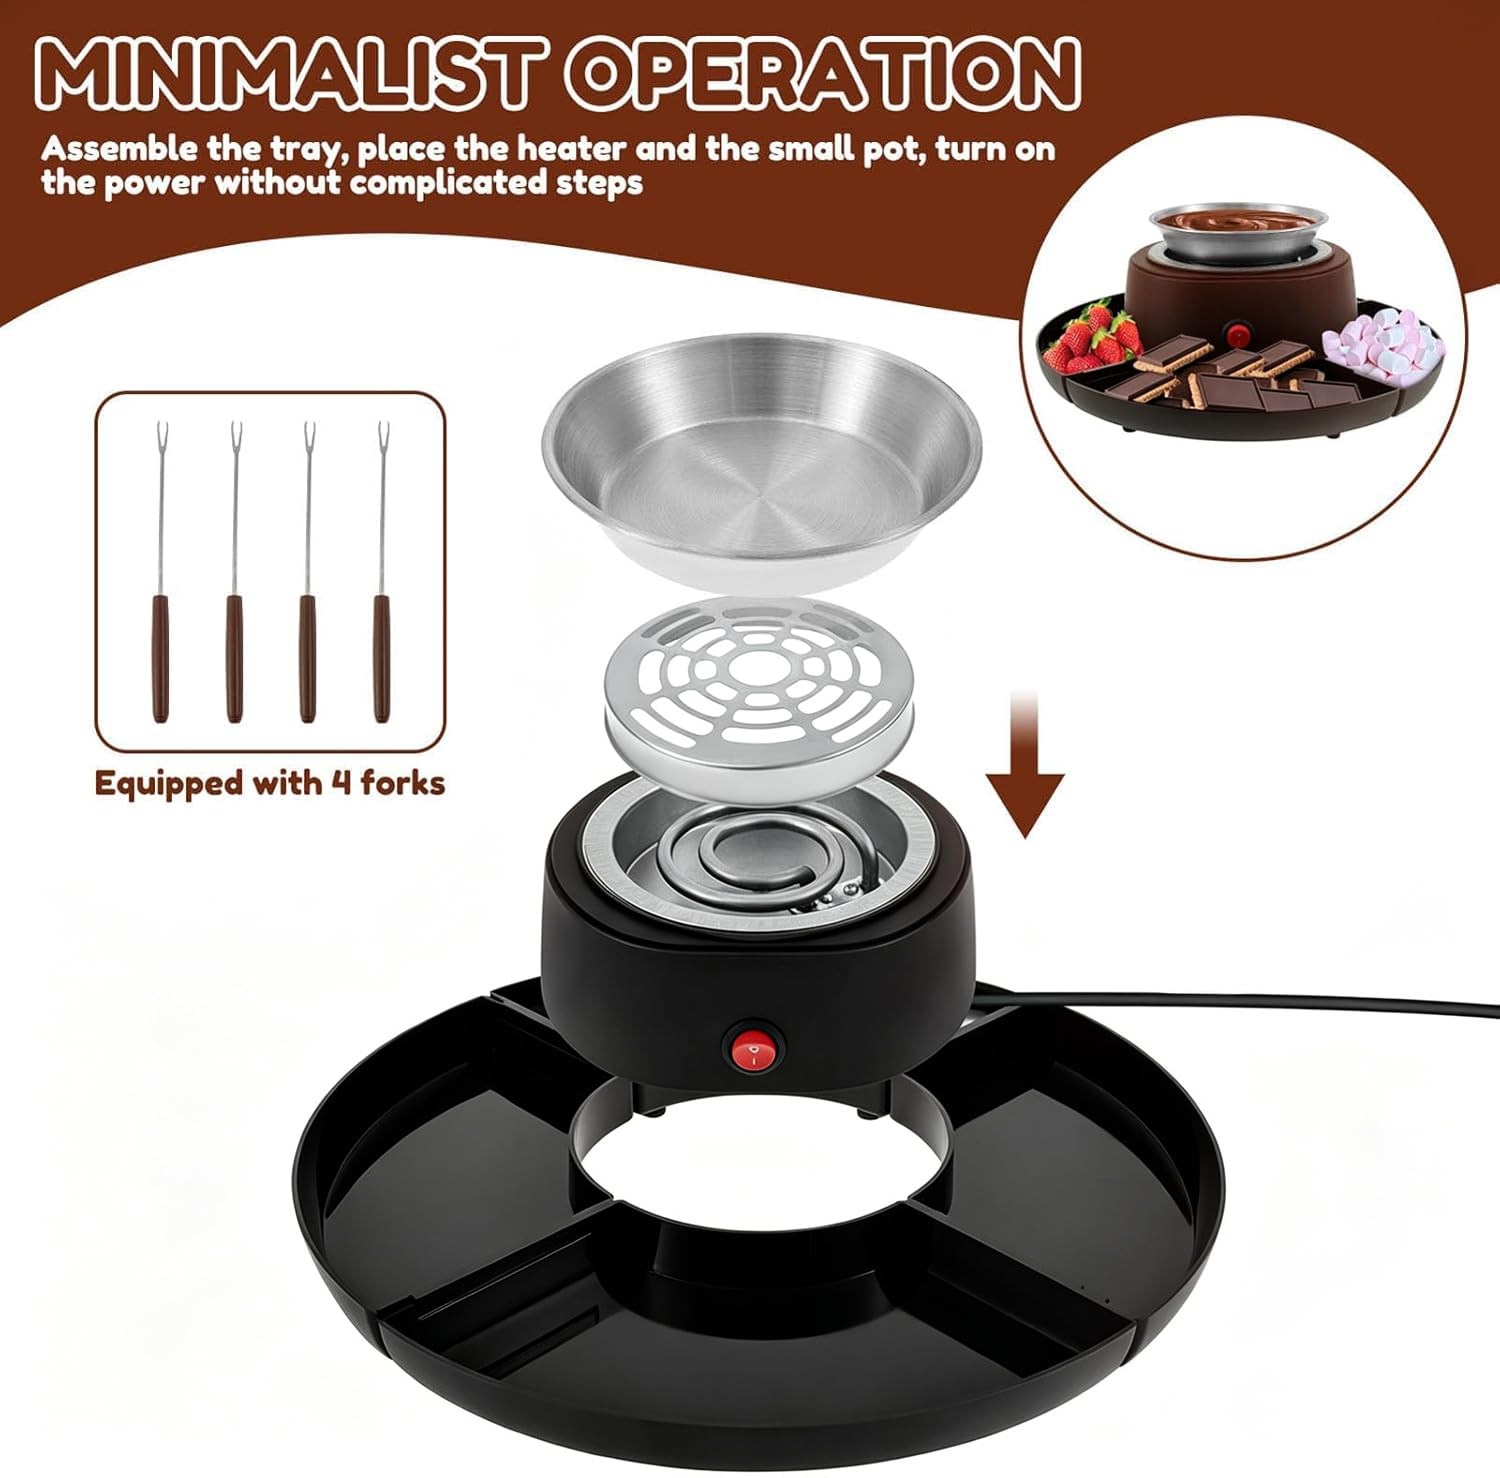 MINIMALIST OPERATION
Assemble the tray, place the heater and the small pot, turn on
the power without complicated steps
Equipped with 4 forks